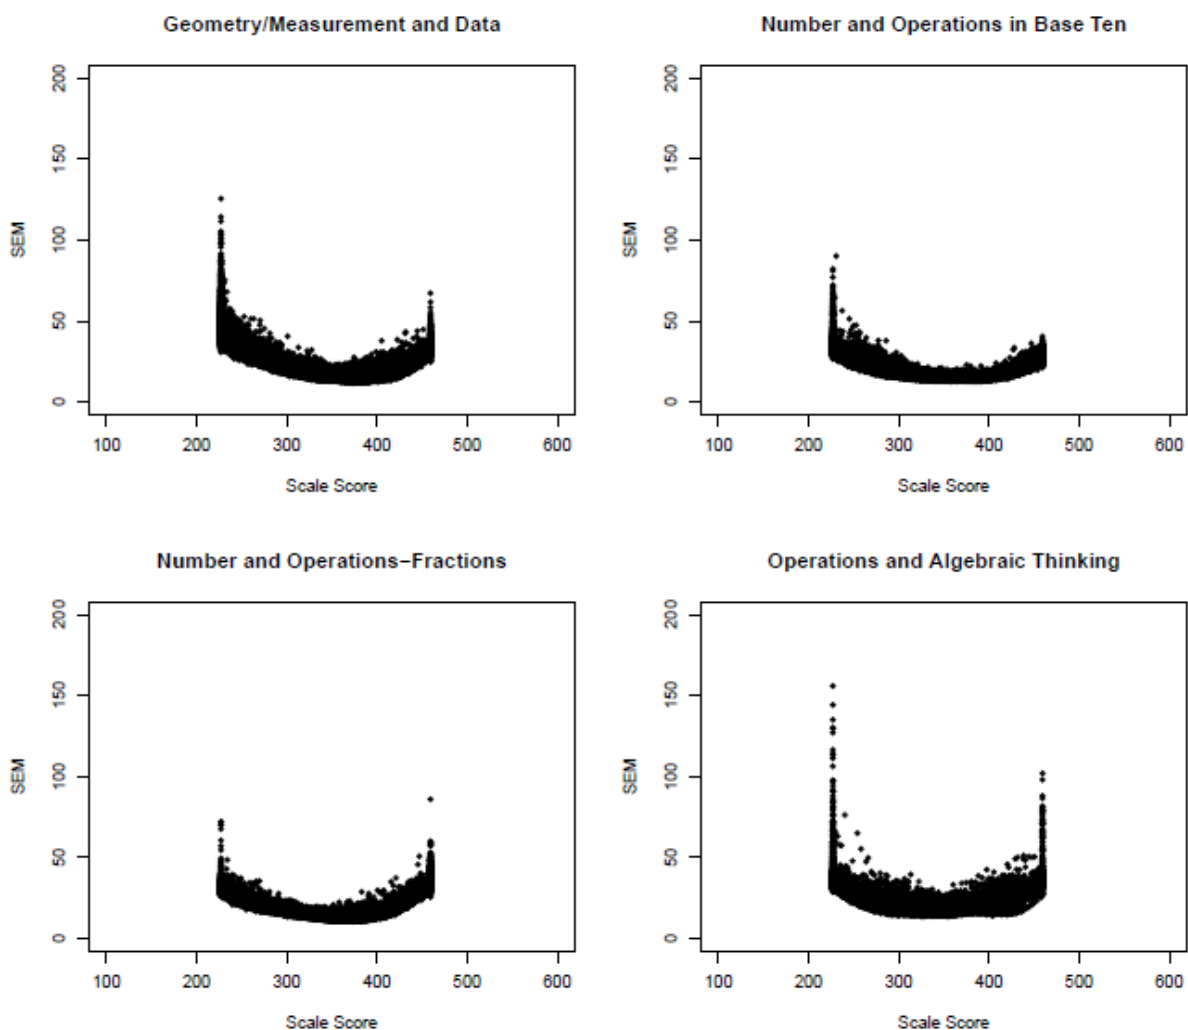 Geometry/Measurement and Data
SEM
200
150
100
50
0
100 200 300 400 500 600
Scale Score
Number and Operations in Base Ten
SEM
200
150
100
50
0
100 200 300 400 500 600
Scale Score
Number and Operations−Fractions
SEM
200
150
100
50
0
100 200 300 400 500 600
Scale Score
Operations and Algebraic Thinking
SEM
200
150
100
50
0
100 200 300 400 500 600
Scale Score